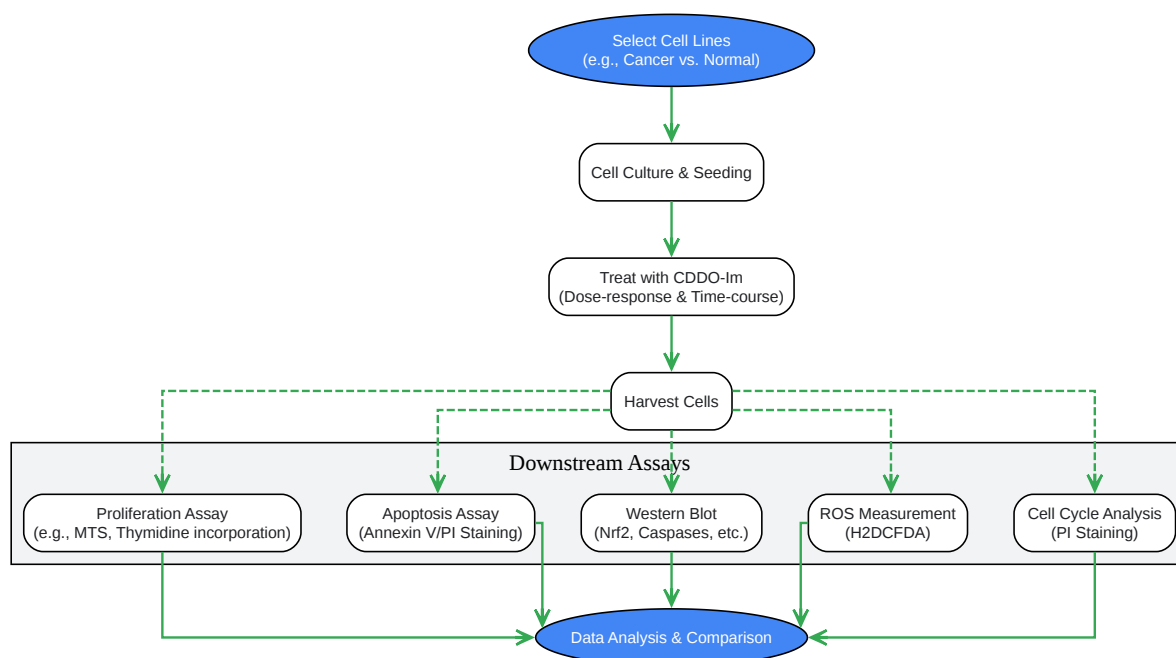 Select Cell Lines
(e.g., Cancer vs. Normal)
Cell Culture & Seeding
Treat with CDDO-Im
(Dose-response & Time-course)
Harvest Cells
Downstream Assays
Proliferation Assay
(e.g., MTS, Thymidine incorporation)
Apoptosis Assay
(Annexin V/PI Staining)
Western Blot
(Nrf2, Caspases, etc.)
ROS Measurement
(H2DCFDA)
Cell Cycle Analysis
(PI Staining)
Data Analysis & Comparison